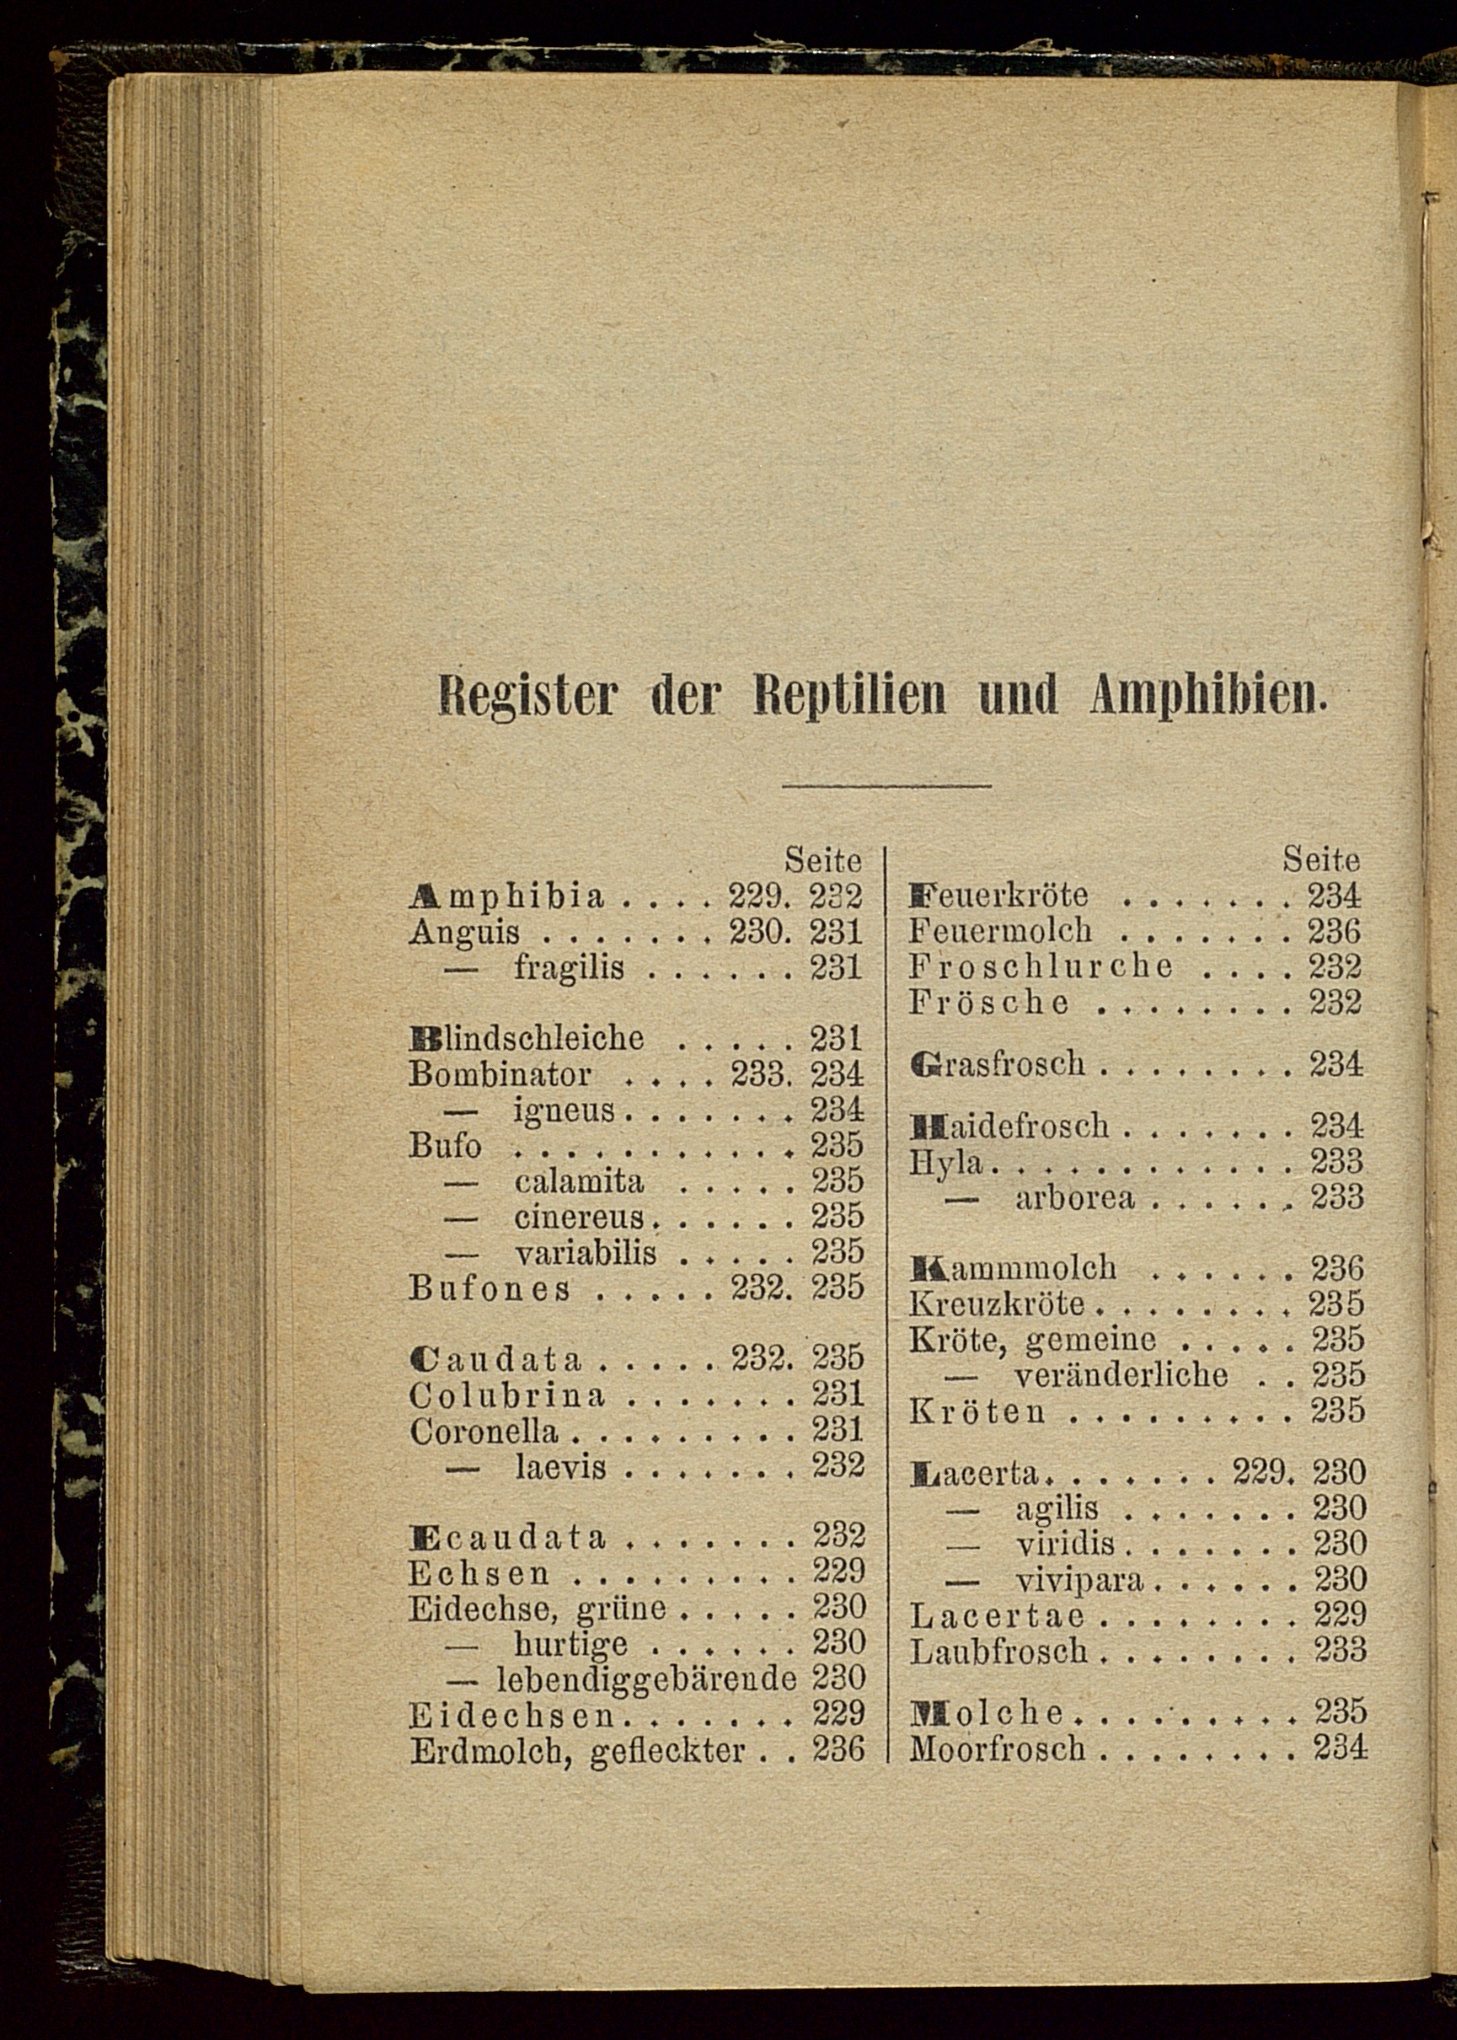 Register der Reptilien und Amphibien.
Seite
Amphibia . . . . 229. 232
Anguis . . . . . . . 230. 231
— fragilis . . . . . . 231
Blindschleiche . . . . . 231
Bombinator . . . . 233. 234
— igneus . . . . . . . 234
Bufo . . . . . . . . . . . 235
— calamita . . . . . 235
— cinereus . . . . . . 235
— variabilis . . . . . 235
Bufones . . . . . 232. 235
Caudata . . . . . 232. 235
Colubrina . . . . . . . 231
Coronella . . . . . . . . . 231
— laevis . . . . . . . 232
Ecaudata . . . . . . . 232
Echsen . . . . . . . . . 229
Eidechse, grüne . . . . . 230
— hurtige . . . . . . 230
— lebendiggebärende 230
Eidechsen . . . . . . . 229
Erdmolch, gefleckter . . 236
Seite
Feuerkröte . . . . . . . 234
Feuermolch . . . . . . . 236
Froschlurche . . . . 232
Frösche . . . . . . . . 232
Grasfrosch . . . . . . . . 234
Haidefrosch . . . . . . . 234
Hyla . . . . . . . . . . . . 233
— arborea . . . . . . 233
Kammmolch . . . . . . 236
Kreuzkröte . . . . . . . . 235
Kröte, gemeine . . . . . 235
— veränderliche . . 235
Kröten . . . . . . . . . 235
Lacerta . . . . . . . 229. 230
— agilis . . . . . . . 230
— viridis . . . . . . . 230
— vivipara . . . . . . 230
Lacertae . . . . . . . . 229
Laubfrosch . . . . . . . . 233
Molche . . . . . . . . . 235
Moorfrosch . . . . . . . . 234